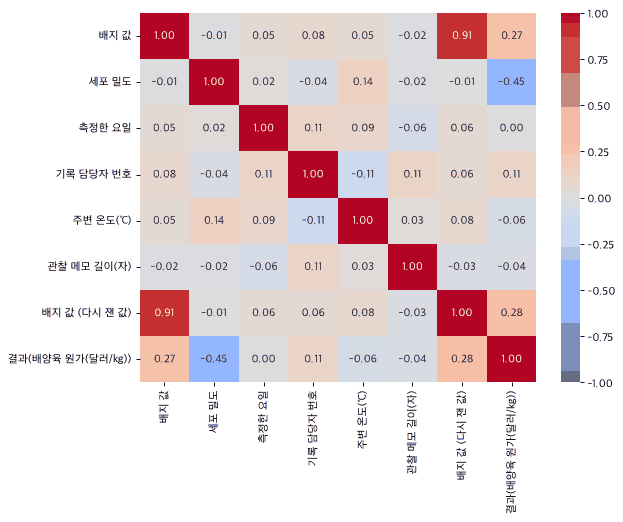 배지 값 1.00 -0.01 0.05 0.08 0.05 -0.02 0.91 0.27
세포 밀도 -0.01 1.00 0.02 -0.04 0.14 -0.02 -0.01 -0.45
측정한 요일 0.05 0.02 1.00 0.11 0.09 -0.06 0.06 0.00
기록 담당자 번호 0.08 -0.04 0.11 1.00 -0.11 0.11 0.06 0.11
주변 온도(℃) 0.05 0.14 0.09 -0.11 1.00 0.03 0.08 -0.06
관찰 메모 길이(자) -0.02 -0.02 -0.06 0.11 0.03 1.00 -0.03 -0.04
배지 값 (다시 잰 값) 0.91 -0.01 0.06 0.06 0.08 -0.03 1.00 0.28
결과(배양육 원가(달러/kg)) 0.27 -0.45 0.00 0.11 -0.06 -0.04 0.28 1.00
배지 값
세포 밀도
측정한 요일
기록 담당자 번호
주변 온도(℃)
관찰 메모 길이(자)
배지 값 (다시 잰 값)
결과(배양육 원가(달러/kg))
1.00
0.75
0.50
0.25
0.00
-0.25
-0.50
-0.75
-1.00